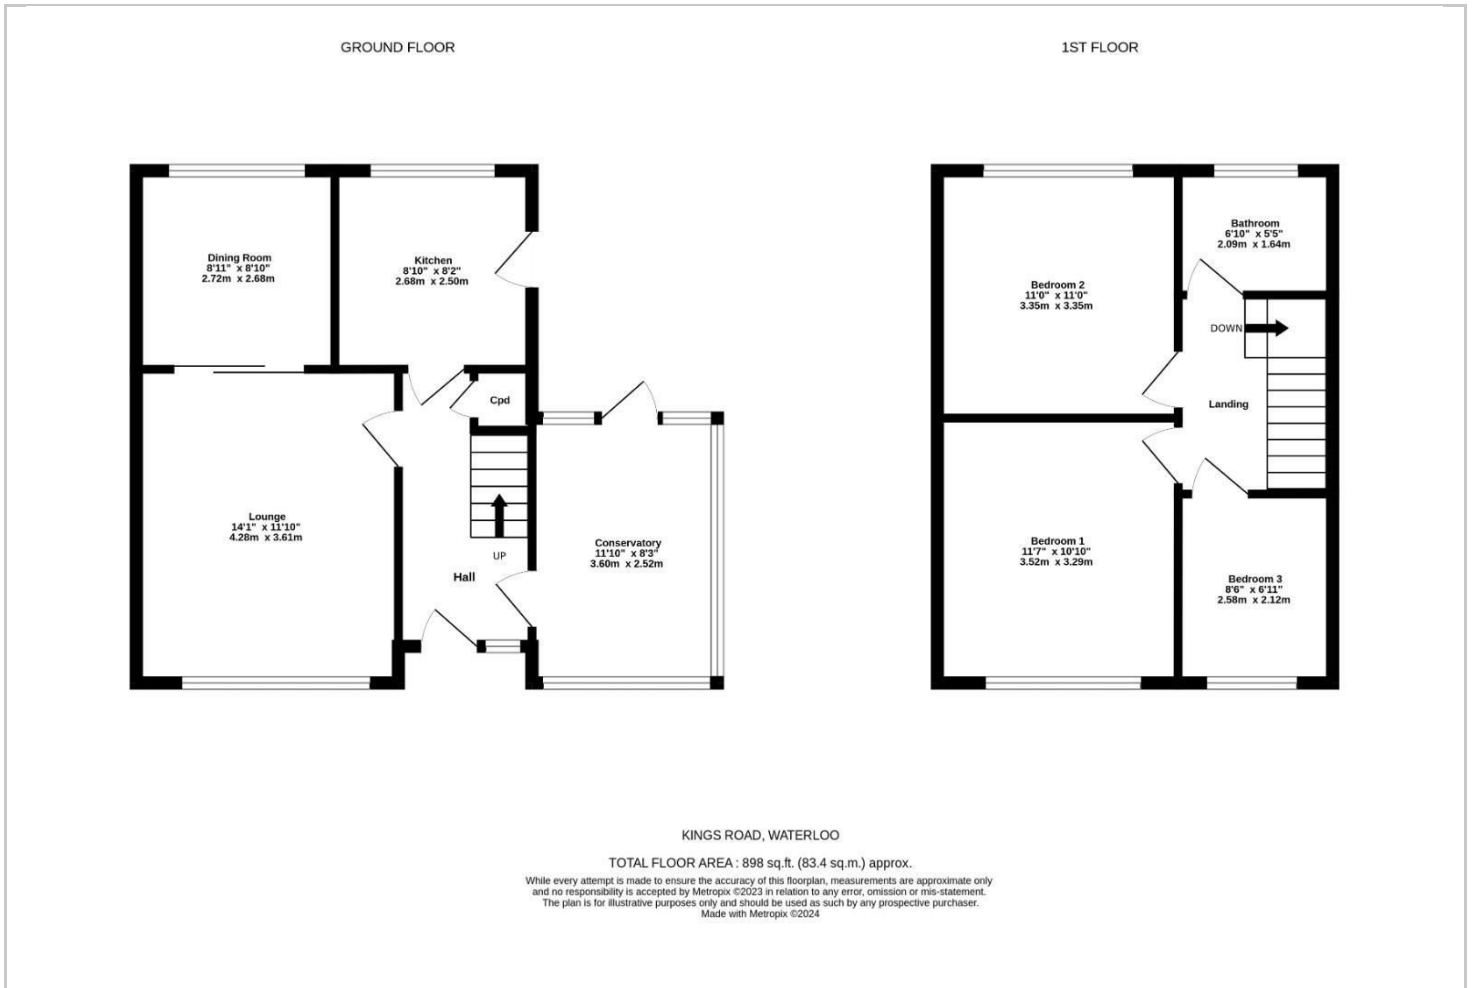 GROUND FLOOR
1ST FLOOR
Dining Room
8'11" x 8'10"
2.72m x 2.68m
Kitchen
8'10" x 8'2"
2.68m x 2.50m
Cpd
Lounge
14'1" x 11'10"
4.28m x 3.61m
UP
Hall
Conservatory
11'10" x 8'3"
3.60m x 2.52m
Bedroom 2
11'0" x 11'0"
3.35m x 3.35m
Bathroom
6'10" x 5'5"
2.09m x 1.64m
DOWN
Landing
Bedroom 1
11'7" x 10'10"
3.52m x 3.29m
Bedroom 3
8'6" x 6'11"
2.58m x 2.12m
KINGS ROAD, WATERLOO
TOTAL FLOOR AREA : 898 sq.ft. (83.4 sq.m.) approx.
While every attempt is made to ensure the accuracy of this floorplan, measurements are approximate only
and no responsibility is accepted by Metropix ©2023 in relation to any error, omission or mis-statement.
The plan is for illustrative purposes only and should be used as such by any prospective purchaser.
Made with Metropix ©2024